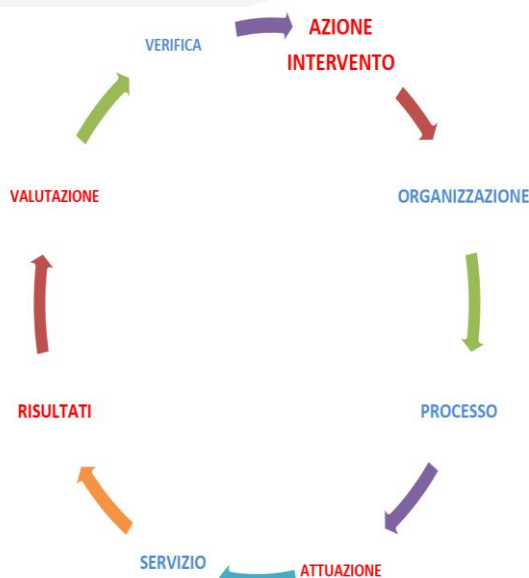 AZIONE
INTERVENTO
ORGANIZZAZIONE
PROCESSO
ATTUAZIONE
SERVIZIO
RISULTATI
VALUTAZIONE
VERIFICA